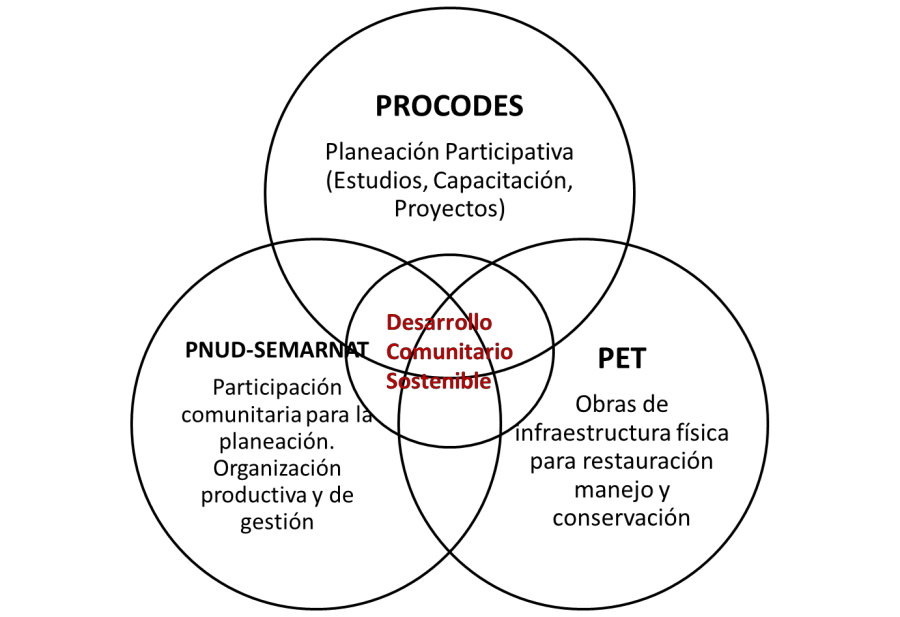 PROCODES
Planeación Participativa
(Estudios, Capacitación,
Proyectos)
Desarrollo
Comunitario
Sostenible
PNUD-SEMARNAT
Participación
comunitaria para la
planeación.
Organización
productiva y de
gestión
PET
Obras de
infraestructura física
para restauración
manejo y
conservación